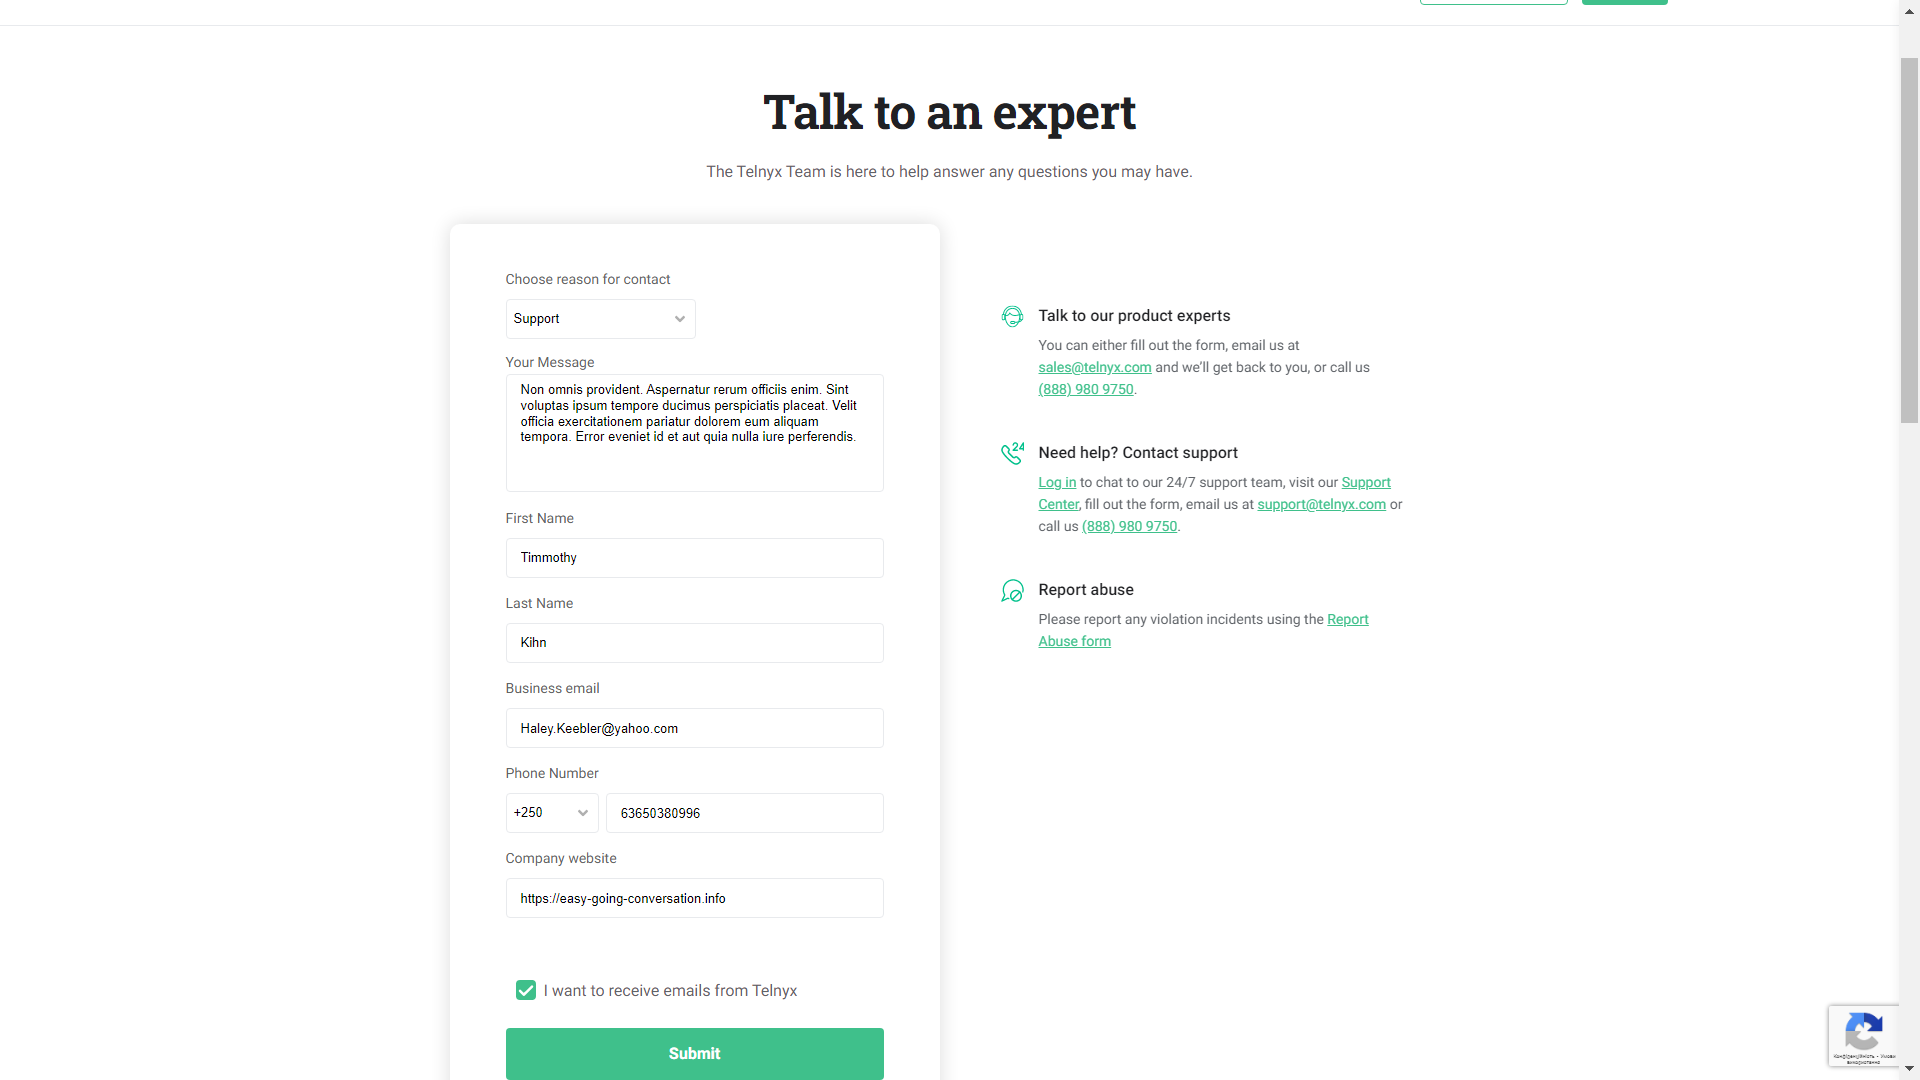 Talk to an expert
The Telnyx Team is here to help answer any questions you may have.
Choose reason for contact
Support
Your Message
Non omnis provident. Aspernatur rerum officiis enim. Sint
voluptas ipsum tempore ducimus perspiciatis placeat. Velit
officia exercitationem pariatur dolorem eum aliquam
tempora. Error eveniet id et aut quia nulla iure perferendis.
First Name
Timmothy
Last Name
Kihn
Business email
Haley.Keebler@yahoo.com
Phone Number
+250
63650380996
Company website
https://easy-going-conversation.info
I want to receive emails from Telnyx
Submit
Talk to our product experts
You can either fill out the form, email us at
sales@telnyx.com and we’ll get back to you, or call us
(888) 980 9750.
24
Need help? Contact support
Log in to chat to our 24/7 support team, visit our Support
Center, fill out the form, email us at support@telnyx.com or
call us (888) 980 9750.
Report abuse
Please report any violation incidents using the Report
Abuse form
Конфіденційність - Умови
використання